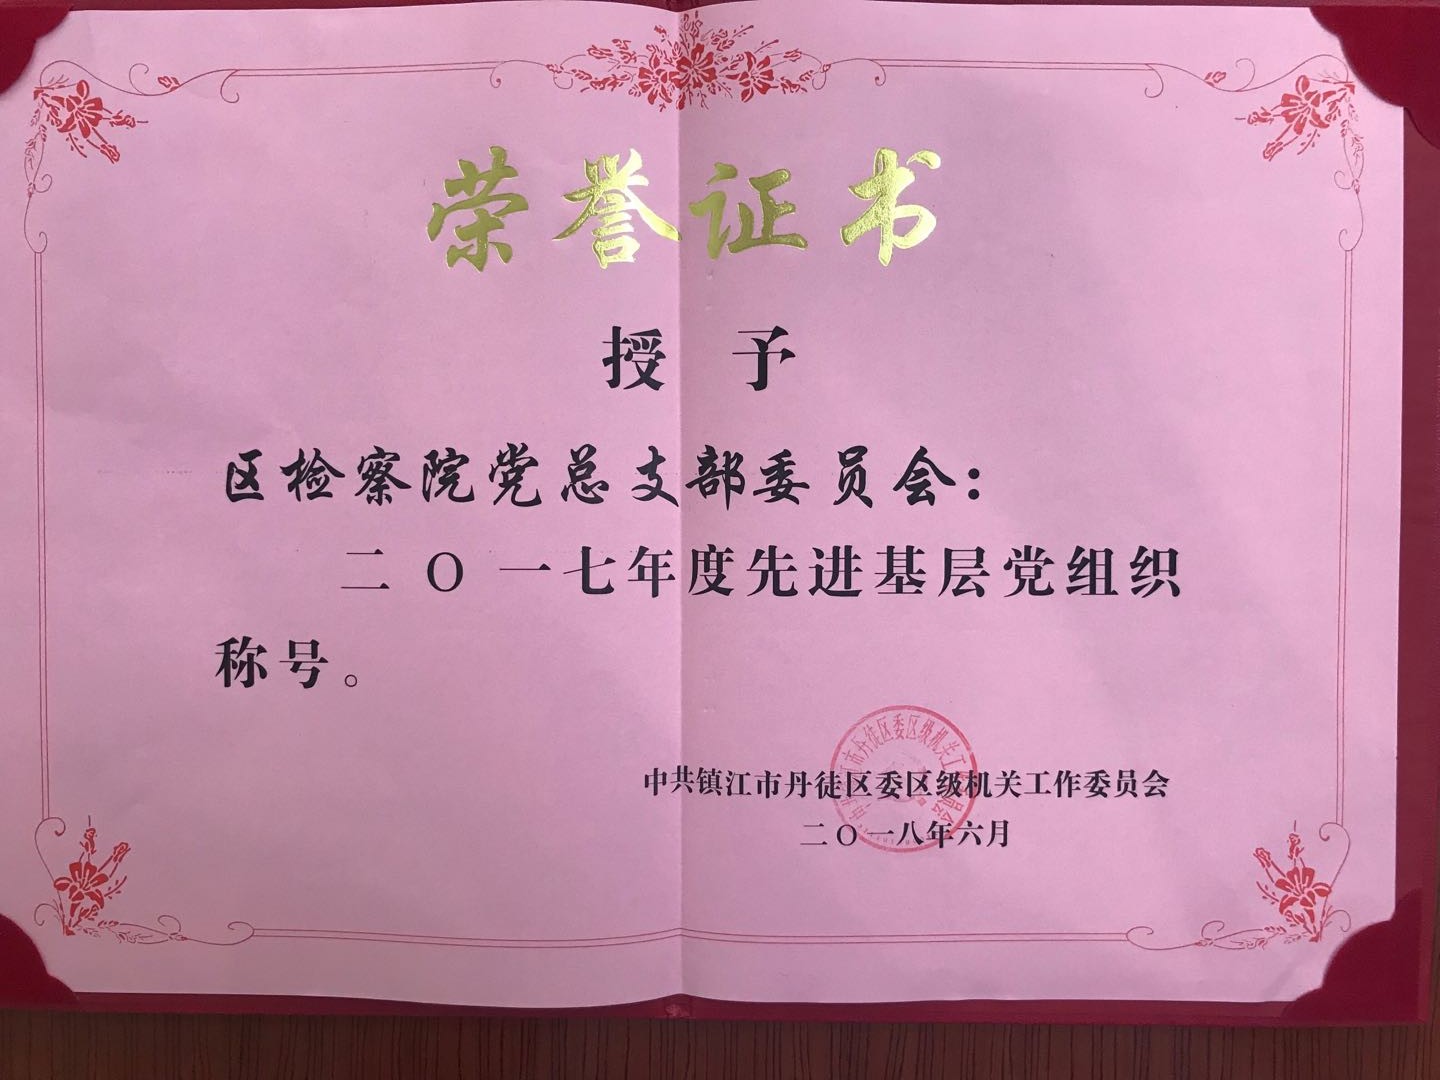 荣誉证书
授予
区检察院党总支部委员会：
二〇一七年度先进基层党组织
称号。
中共镇江市丹徒区委区级机关工作委员会
二〇一八年六月